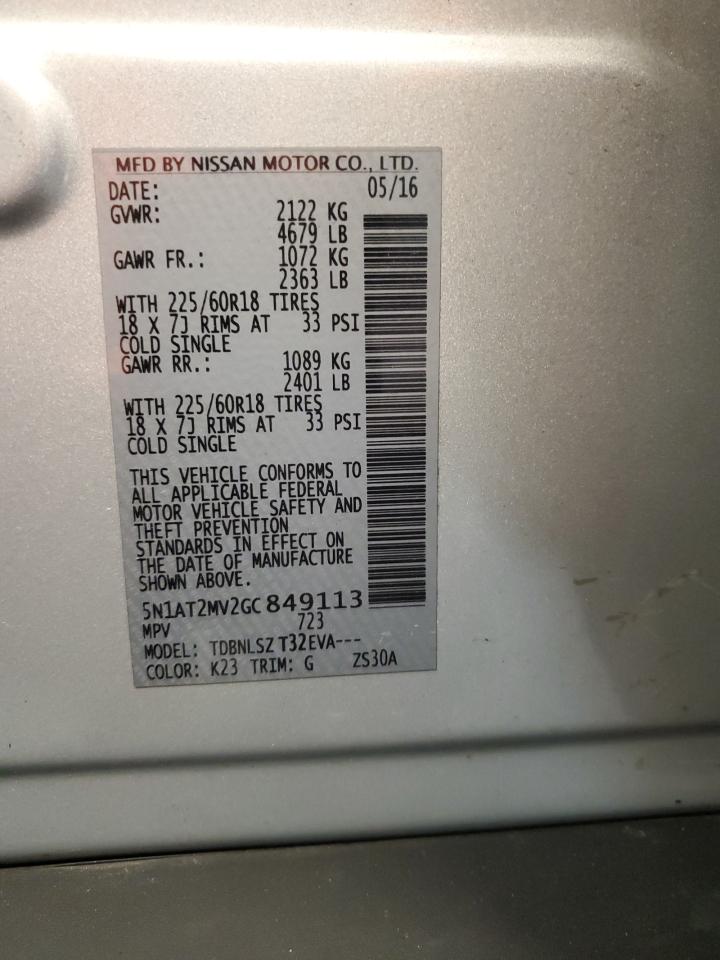 MFD BY NISSAN MOTOR CO., LTD.
DATE: 05/16
GVWR: 2122 KG
4679 LB
GAWR FR.: 1072 KG
2363 LB
WITH 225/60R18 TIRES
18 X 7J RIMS AT 33 PSI
COLD SINGLE
GAWR RR.: 1089 KG
2401 LB
WITH 225/60R18 TIRES
18 X 7J RIMS AT 33 PSI
COLD SINGLE
THIS VEHICLE CONFORMS TO
ALL APPLICABLE FEDERAL
MOTOR VEHICLE SAFETY AND
THEFT PREVENTION
STANDARDS IN EFFECT ON
THE DATE OF MANUFACTURE
SHOWN ABOVE.
5N1AT2MV2GC849113
MPV 723
MODEL: TDBNLSZ T32EVA---
COLOR: K23 TRIM: G ZS30A